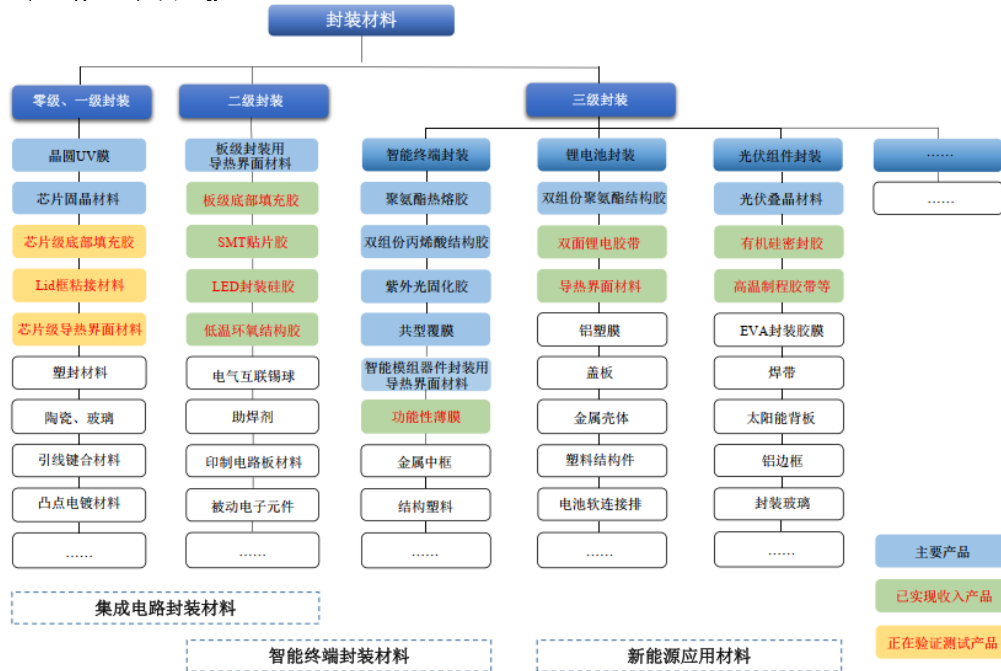 封装材料
零级、一级封装
二级封装
三级封装
晶圆UV膜
芯片固晶材料
芯片级底部填充胶
Lid框粘接材料
芯片级导热界面材料
塑封材料
陶瓷、玻璃
引线键合材料
凸点电镀材料
……
板级封装用
导热界面材料
板级底部填充胶
SMT贴片胶
LED封装硅胶
低温环氧结构胶
电气互联锡球
助焊剂
印制电路板材料
被动电子元件
……
智能终端封装
聚氨酯热熔胶
双组份丙烯酸结构胶
紫外光固化胶
共型覆膜
智能模组器件封装用
导热界面材料
功能性薄膜
金属中框
结构塑料
……
锂电池封装
双组份聚氨酯结构胶
双面锂电胶带
导热界面材料
铝塑膜
盖板
金属壳体
塑料结构件
电池软连接排
……
光伏组件封装
光伏叠晶材料
有机硅密封胶
高温制程胶带等
EVA封装胶膜
焊带
太阳能背板
铝边框
封装玻璃
……
……
……
主要产品
已实现收入产品
正在验证测试产品
集成电路封装材料
智能终端封装材料
新能源应用材料